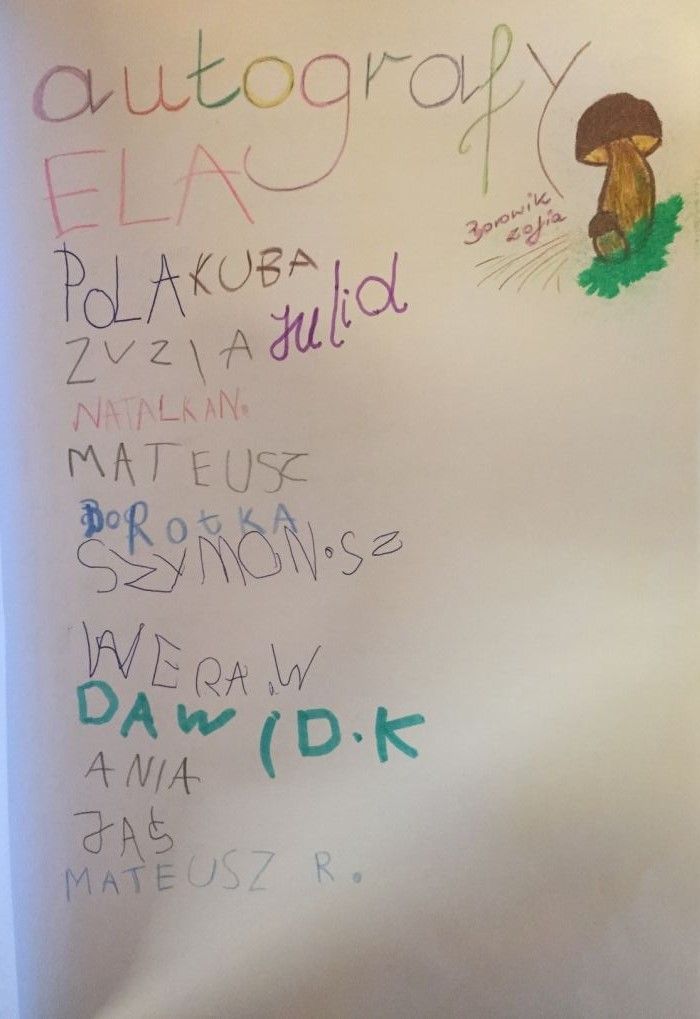 autografy
Borowik
zofia
ELA
POLA KUBA
ZUZIA Julia
NATALKA N.
MATEUSZ
DOROtKA
SZYMON.SZ
WERA.W
DAWiD.K
ANIA
JAŚ
MATEUSZ R.